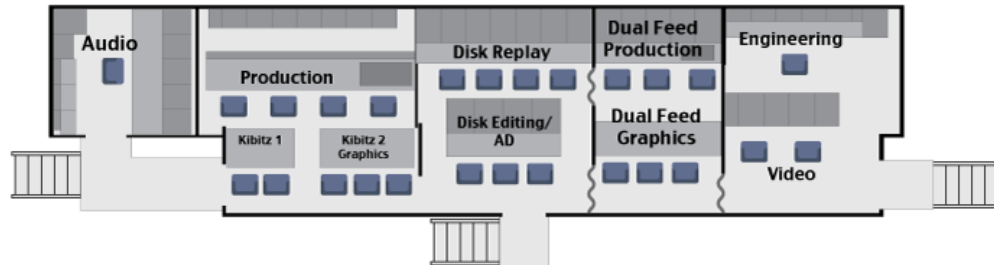 Audio
Production
Kibitz 1
Kibitz 2
Graphics
Disk Replay
Disk Editing/
AD
Dual Feed
Production
Dual Feed
Graphics
Engineering
Video